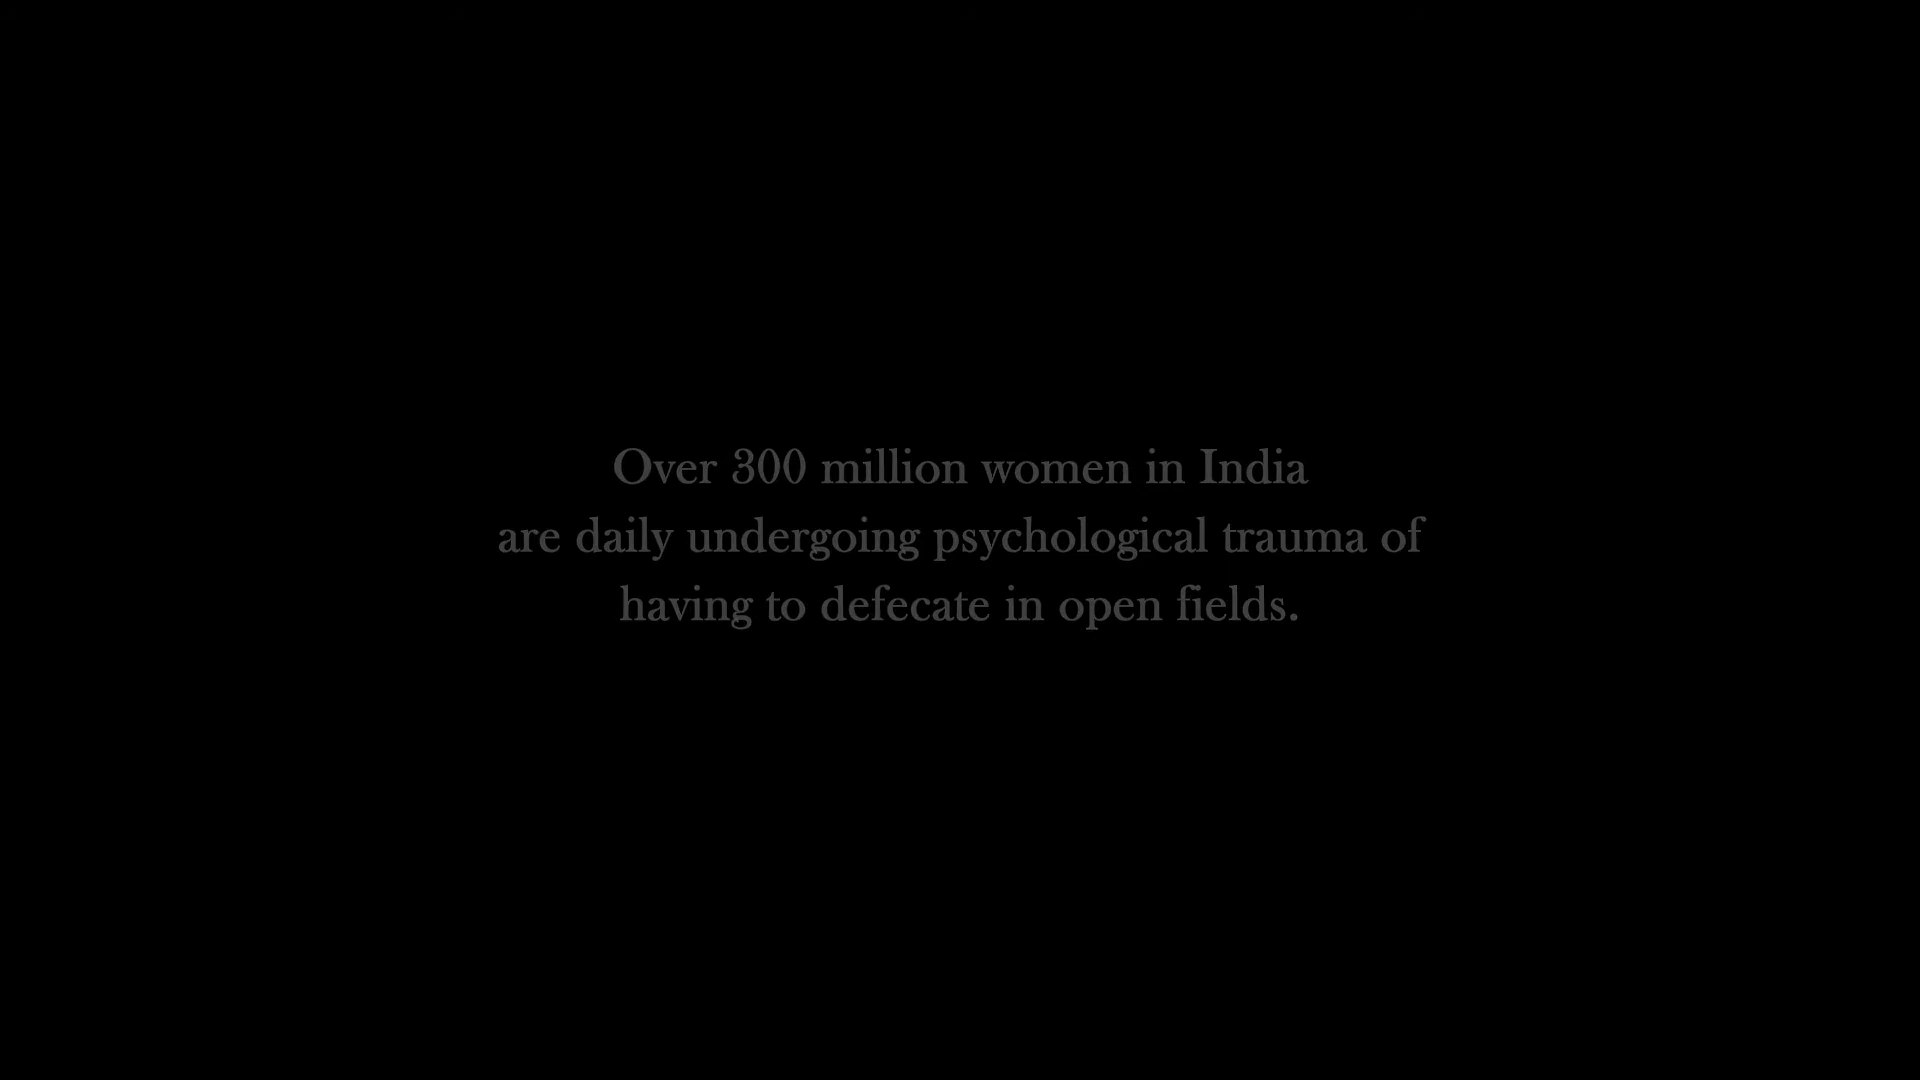 Over 300 million women in India
are daily undergoing psychological trauma of
having to defecate in open fields.